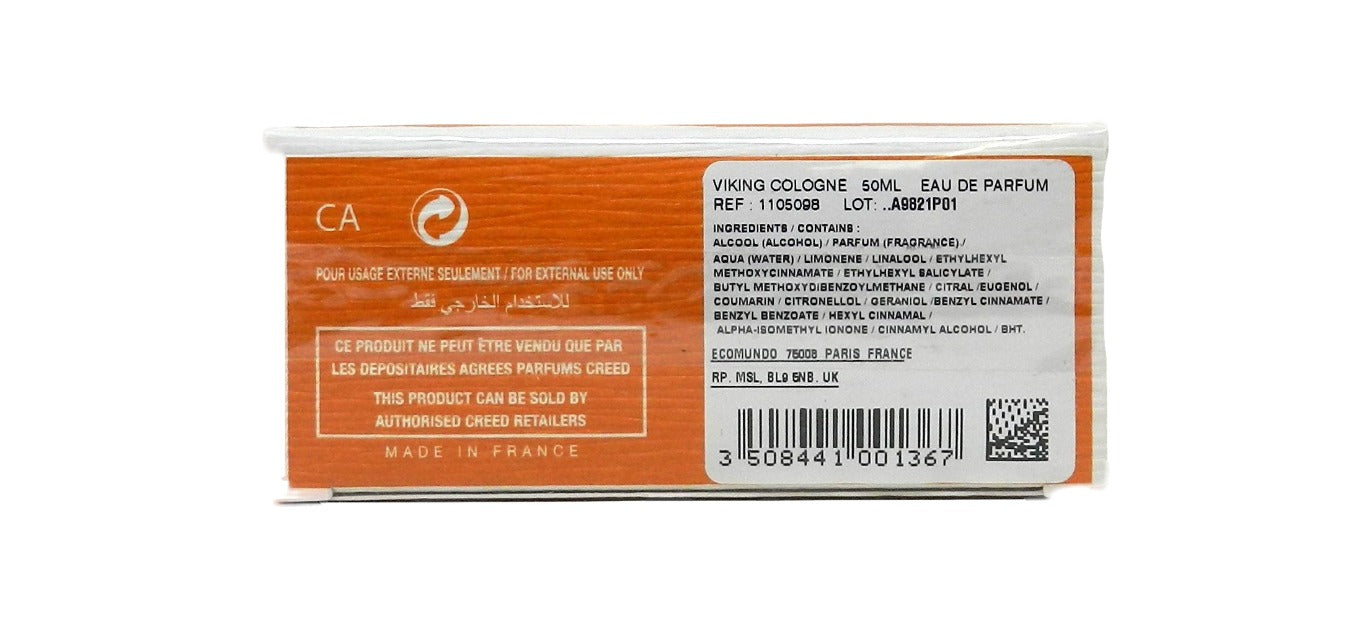 CA
POUR USAGE EXTERNE SEULEMENT / FOR EXTERNAL USE ONLY
للاستخدام الخارجي فقط
CE PRODUIT NE PEUT ÊTRE VENDU QUE PAR
LES DEPOSITAIRES AGREES PARFUMS CREED
THIS PRODUCT CAN BE SOLD BY
AUTHORISED CREED RETAILERS
MADE IN FRANCE
VIKING COLOGNE 50ML EAU DE PARFUM
REF : 1105098 LOT: ..A9821P01
INGREDIENTS / CONTAINS :
ALCOOL (ALCOHOL) / PARFUM (FRAGRANCE) /
AQUA (WATER) / LIMONENE / LINALOOL / ETHYLHEXYL
METHOXYCINNAMATE / ETHYLHEXYL SALICYLATE /
BUTYL METHOXYDIBENZOYLMETHANE / CITRAL /EUGENOL /
COUMARIN / CITRONELLOL / GERANIOL /BENZYL CINNAMATE /
BENZYL BENZOATE / HEXYL CINNAMAL /
ALPHA-ISOMETHYL IONONE / CINNAMYL ALCOHOL / BHT.
ECOMUNDO 75008 PARIS FRANCE
RP. MSL, BL9 5NB. UK
3 508441 001367